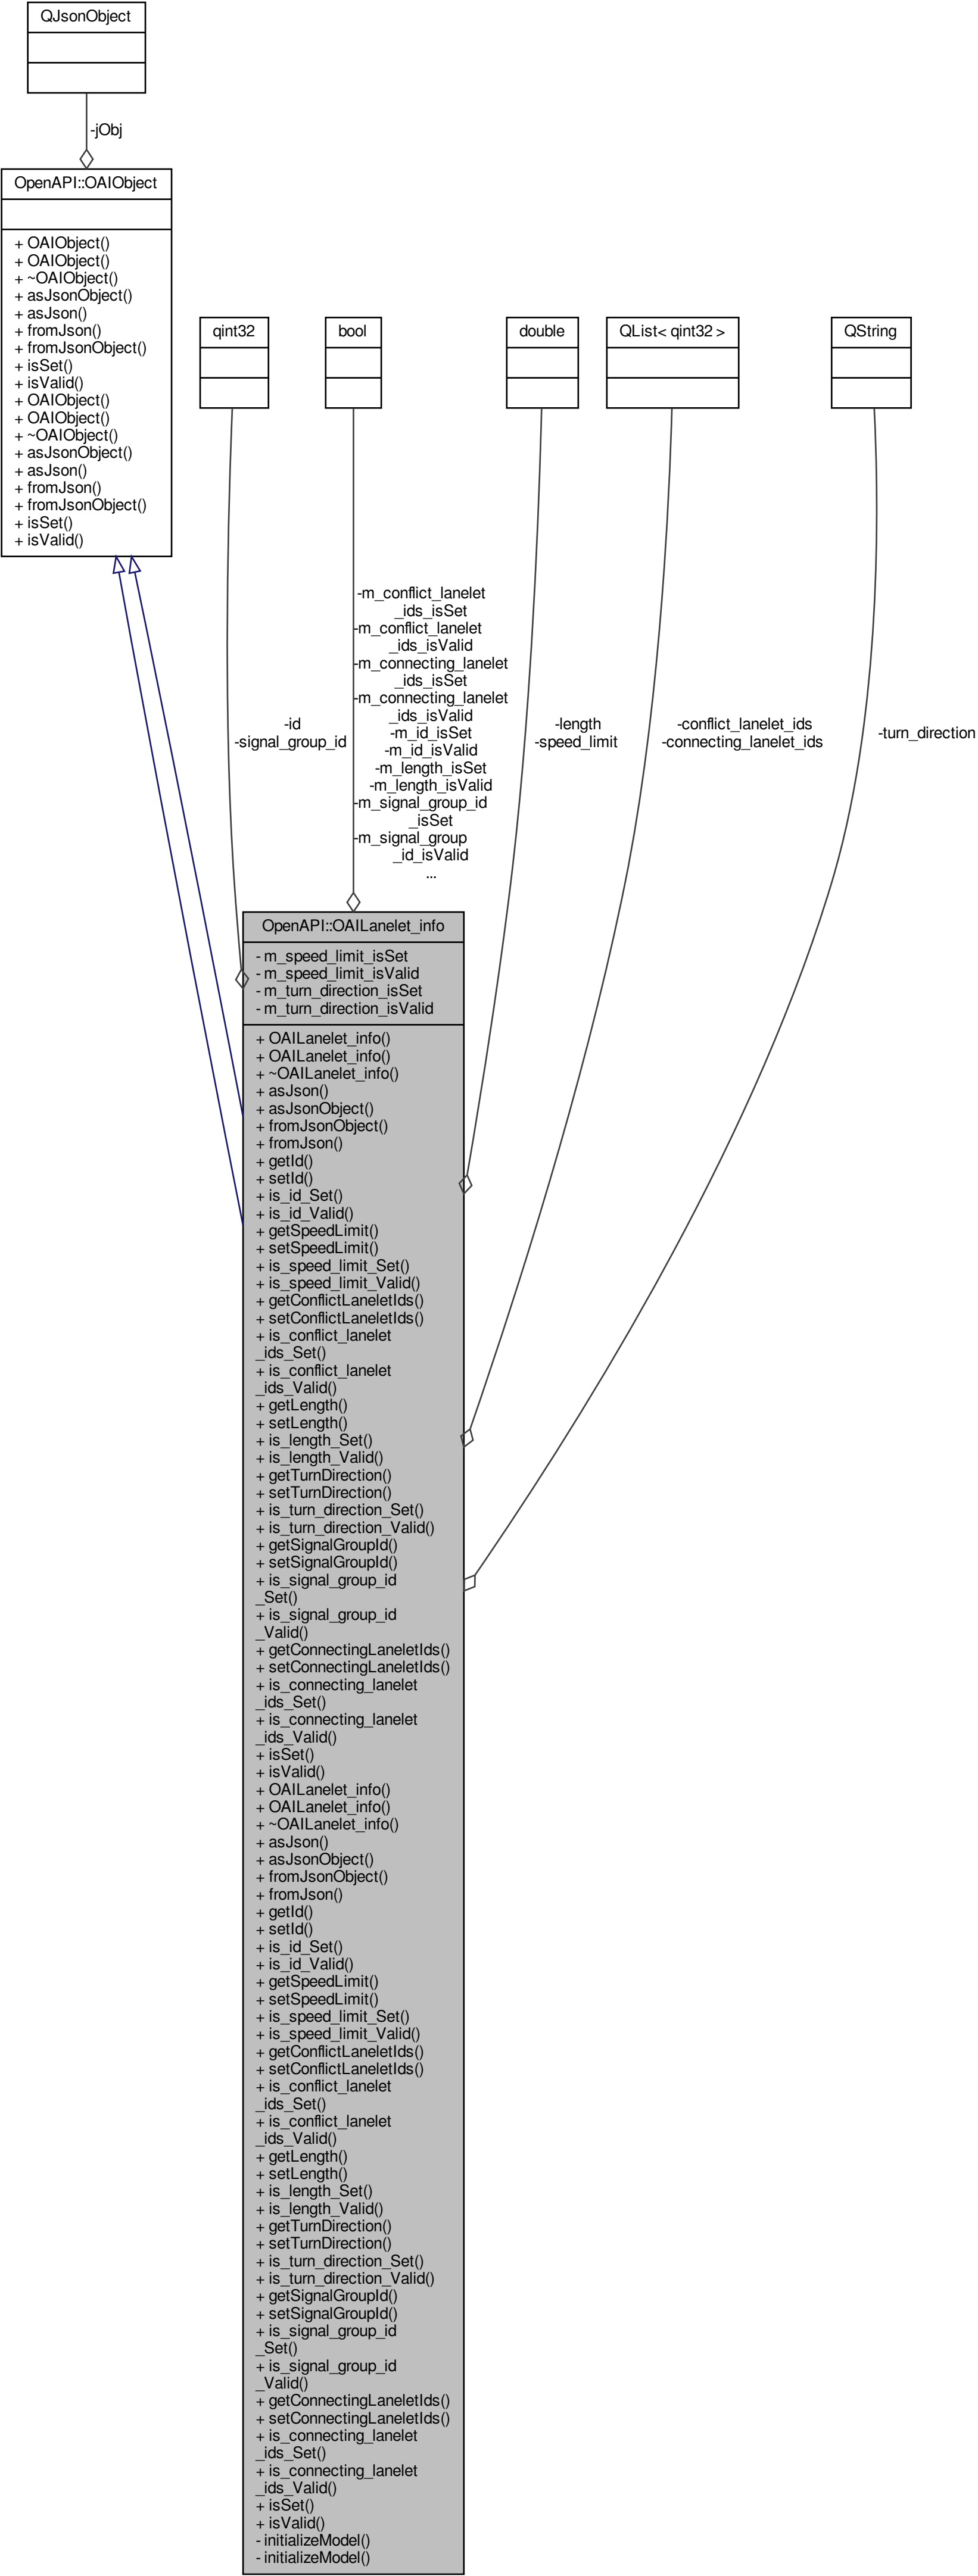 QJsonObject
-jObj
OpenAPI::OAIObject
+ OAIObject()
+ OAIObject()
+ ~OAIObject()
+ asJsonObject()
+ asJson()
+ fromJson()
+ fromJsonObject()
+ isSet()
+ isValid()
+ OAIObject()
+ OAIObject()
+ ~OAIObject()
+ asJsonObject()
+ asJson()
+ fromJson()
+ fromJsonObject()
+ isSet()
+ isValid()
qint32
bool
double
QList< qint32 >
QString
-id
-signal_group_id
-m_conflict_lanelet
_ids_isSet
-m_conflict_lanelet
_ids_isValid
-m_connecting_lanelet
_ids_isSet
-m_connecting_lanelet
_ids_isValid
-m_id_isSet
-m_id_isValid
-m_length_isSet
-m_length_isValid
-m_signal_group_id
_isSet
-m_signal_group
_id_isValid
...
-length
-speed_limit
-conflict_lanelet_ids
-connecting_lanelet_ids
-turn_direction
OpenAPI::OAILanelet_info
- m_speed_limit_isSet
- m_speed_limit_isValid
- m_turn_direction_isSet
- m_turn_direction_isValid
+ OAILanelet_info()
+ OAILanelet_info()
+ ~OAILanelet_info()
+ asJson()
+ asJsonObject()
+ fromJsonObject()
+ fromJson()
+ getId()
+ setId()
+ is_id_Set()
+ is_id_Valid()
+ getSpeedLimit()
+ setSpeedLimit()
+ is_speed_limit_Set()
+ is_speed_limit_Valid()
+ getConflictLaneletIds()
+ setConflictLaneletIds()
+ is_conflict_lanelet
_ids_Set()
+ is_conflict_lanelet
_ids_Valid()
+ getLength()
+ setLength()
+ is_length_Set()
+ is_length_Valid()
+ getTurnDirection()
+ setTurnDirection()
+ is_turn_direction_Set()
+ is_turn_direction_Valid()
+ getSignalGroupId()
+ setSignalGroupId()
+ is_signal_group_id
_Set()
+ is_signal_group_id
_Valid()
+ getConnectingLaneletIds()
+ setConnectingLaneletIds()
+ is_connecting_lanelet
_ids_Set()
+ is_connecting_lanelet
_ids_Valid()
+ isSet()
+ isValid()
+ OAILanelet_info()
+ OAILanelet_info()
+ ~OAILanelet_info()
+ asJson()
+ asJsonObject()
+ fromJsonObject()
+ fromJson()
+ getId()
+ setId()
+ is_id_Set()
+ is_id_Valid()
+ getSpeedLimit()
+ setSpeedLimit()
+ is_speed_limit_Set()
+ is_speed_limit_Valid()
+ getConflictLaneletIds()
+ setConflictLaneletIds()
+ is_conflict_lanelet
_ids_Set()
+ is_conflict_lanelet
_ids_Valid()
+ getLength()
+ setLength()
+ is_length_Set()
+ is_length_Valid()
+ getTurnDirection()
+ setTurnDirection()
+ is_turn_direction_Set()
+ is_turn_direction_Valid()
+ getSignalGroupId()
+ setSignalGroupId()
+ is_signal_group_id
_Set()
+ is_signal_group_id
_Valid()
+ getConnectingLaneletIds()
+ setConnectingLaneletIds()
+ is_connecting_lanelet
_ids_Set()
+ is_connecting_lanelet
_ids_Valid()
+ isSet()
+ isValid()
- initializeModel()
- initializeModel()